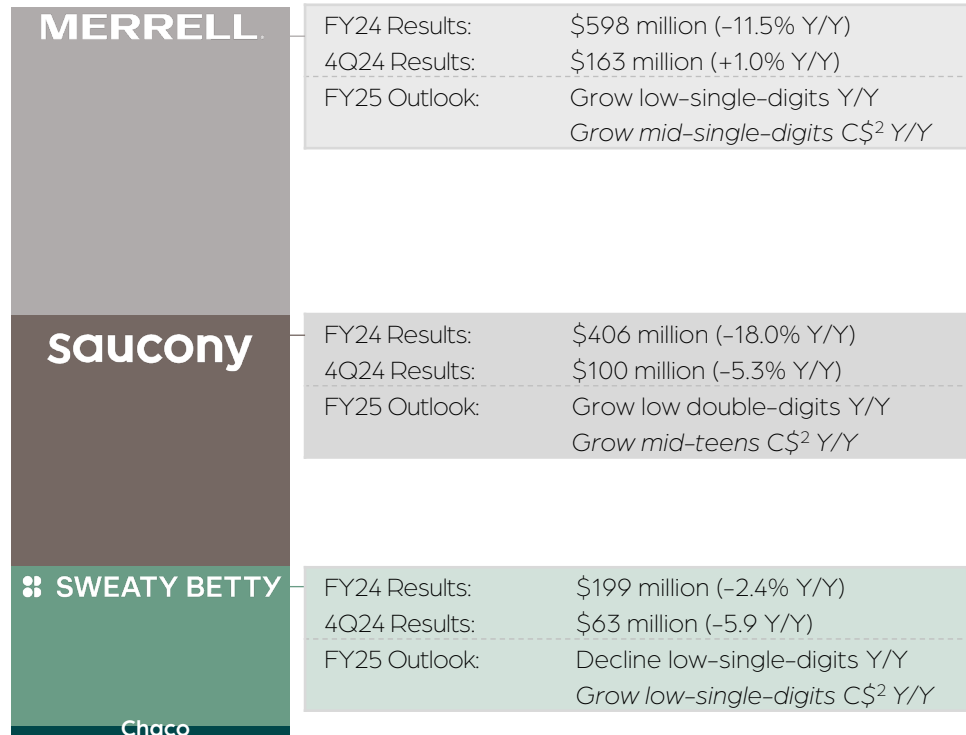 MERRELL
FY24 Results: $598 million (-11.5% Y/Y)
4Q24 Results: $163 million (+1.0% Y/Y)
FY25 Outlook: Grow low-single-digits Y/Y
Grow mid-single-digits C$² Y/Y
saucony
FY24 Results: $406 million (-18.0% Y/Y)
4Q24 Results: $100 million (-5.3% Y/Y)
FY25 Outlook: Grow low double-digits Y/Y
Grow mid-teens C$² Y/Y
SWEATY BETTY
FY24 Results: $199 million (-2.4% Y/Y)
4Q24 Results: $63 million (-5.9 Y/Y)
FY25 Outlook: Decline low-single-digits Y/Y
Grow low-single-digits C$² Y/Y
Chaco